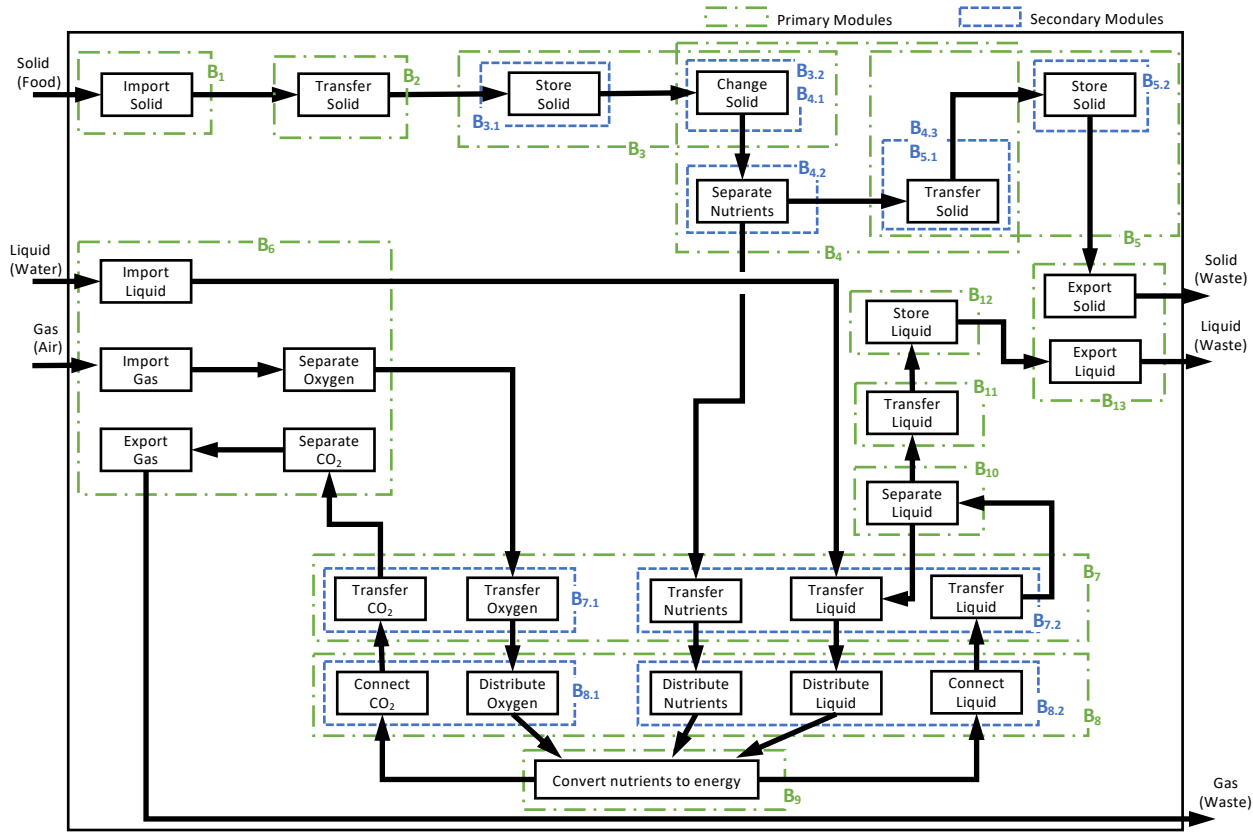 Primary Modules
Secondary Modules
Solid
(Food)
Import
Solid
B1
Transfer
Solid
B2
Store
Solid
B3.1
Change
Solid
B3.2
B4.1
B3
Separate
Nutrients
B4.2
B4
B4.3
B5.1
Transfer
Solid
Store
Solid
B5.2
B5
Liquid
(Water)
B6
Import
Liquid
Gas
(Air)
Import
Gas
Separate
Oxygen
Export
Gas
Separate
CO2
Export
Solid
Solid
(Waste)
Export
Liquid
Liquid
(Waste)
B13
Store
Liquid
B12
Transfer
Liquid
B11
Separate
Liquid
B10
Transfer
CO2
Transfer
Oxygen
B7.1
Transfer
Nutrients
Transfer
Liquid
Transfer
Liquid
B7.2
B7
Connect
CO2
Distribute
Oxygen
B8.1
Distribute
Nutrients
Distribute
Liquid
Connect
Liquid
B8.2
B8
Convert nutrients to energy
B9
Gas
(Waste)